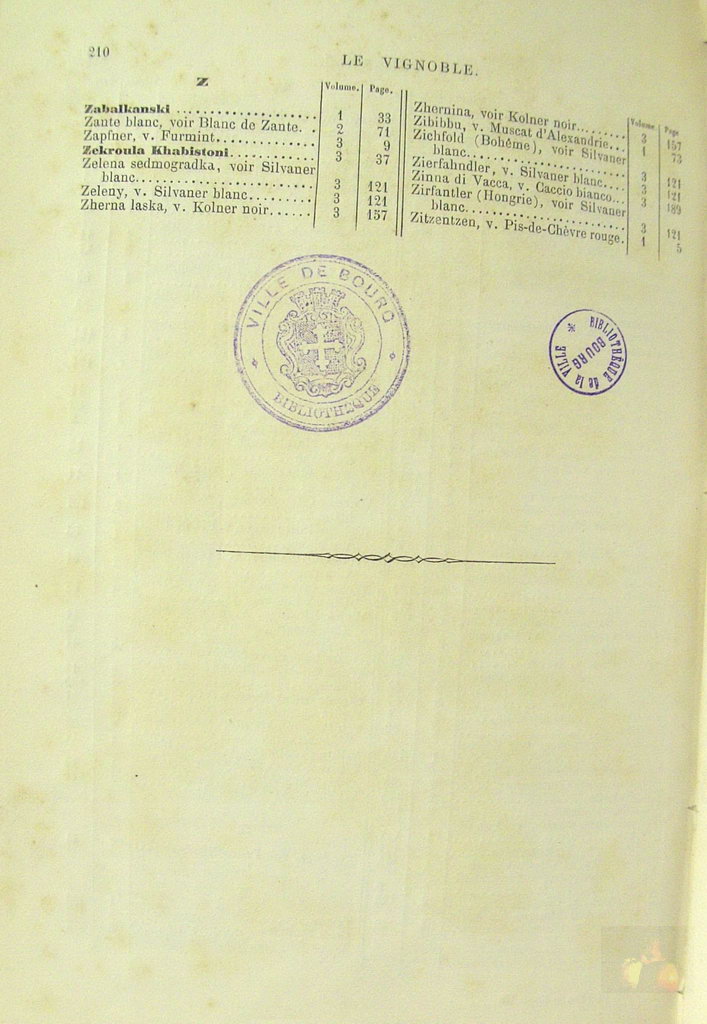 210
LE VIGNOBLE.
Z
Volume. Page.
Zabalkanski .................... 1 33
Zante blanc, voir Blanc de Zante. . 2 71
Zapfner, v. Furmint............. 3 9
Zekroula Khabistoni............ 3 37
Zelena sedmogradka, voir Silvaner
blanc...................... 3 121
Zeleny, v. Silvaner blanc......... 3 121
Zherna laska, v. Kolner noir...... 3 157
Volume. Page
Zhernina, voir Kolner noir........ 3 157
Zibibbu, v. Muscat d'Alexandrie... 1 73
Zichfold (Bohême), voir Silvaner
blanc...................... 3 121
Zierfahndler, v. Silvaner blanc.... 3 121
Zinna di Vacca, v. Caccio bianco... 3 189
Zirfantler (Hongrie), voir Silvaner
blanc...................... 3 121
Zitzentzen, v. Pis-de-Chèvre rouge. 1 5
VILLE DE BOURG
BIBLIOTHEQUE
BIBLIOTHÈQUE
de la VILLE
BOURG